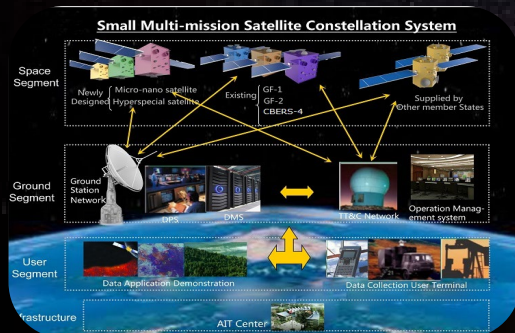 Small Multi-mission Satellite Constellation System
Space
Segment
Newly
Designed
Micro-nano satellite
Hyperspecial satellite
Existing
GF-1
GF-2
CBERS-4
Supplied by
Other member States
Ground
Segment
Ground
Station
Network
DPS
DMS
TT&C Network
Operation Manag-
ement system
User
Segment
Data Application Demonstration
Data Collection User Terminal
frastructure
AIT Center